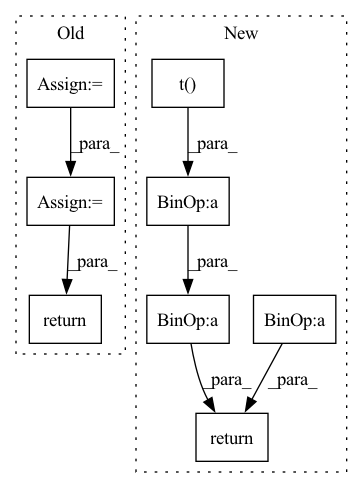 Old
New
Assign:=
t()
_para_
_para_
Assign:=
BinOp:a
_para_
_para_
return
BinOp:a
BinOp:a
_para_
_para_
return